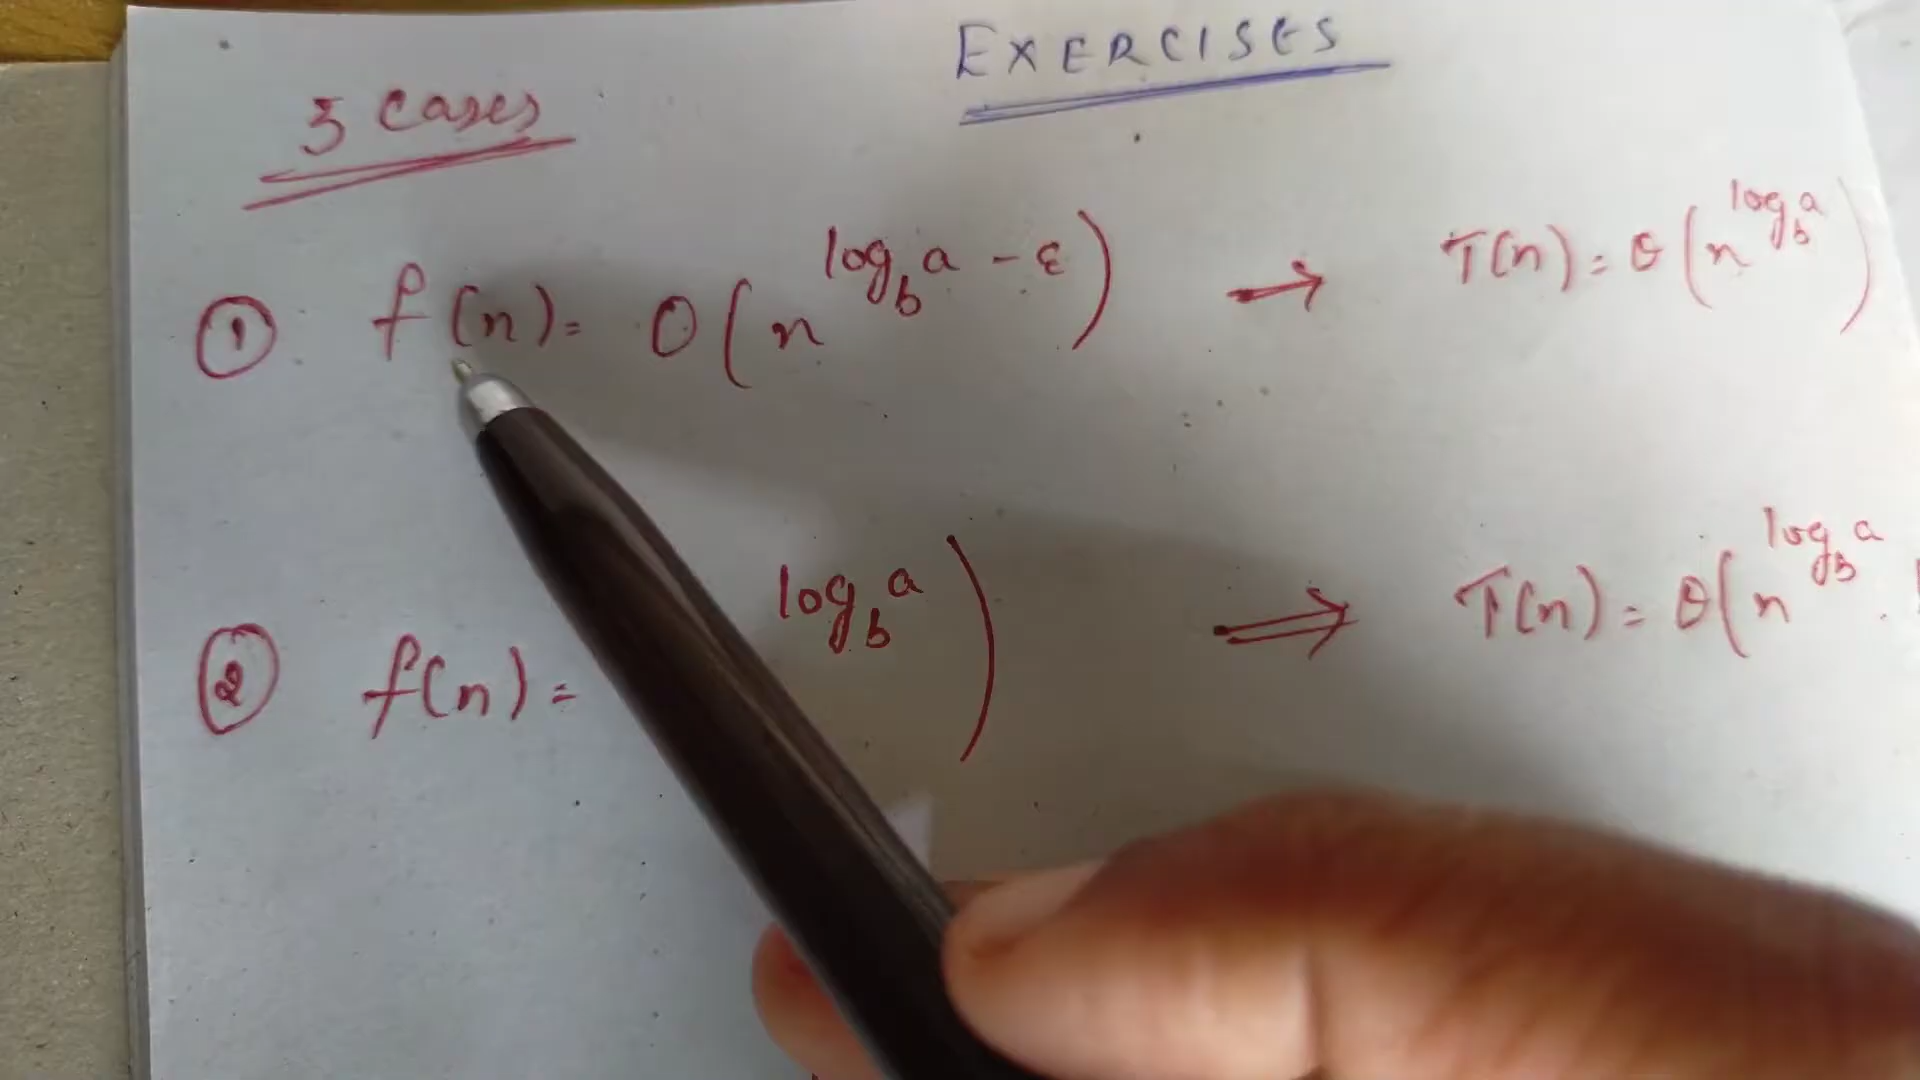 EXERCISES
3 cases
① f(n) = O(n^{log_b a - ε}) → T(n) = θ(n^{log_b a})
② f(n) = log_b a) ⇒ T(n) = θ(n^{log_b a} .